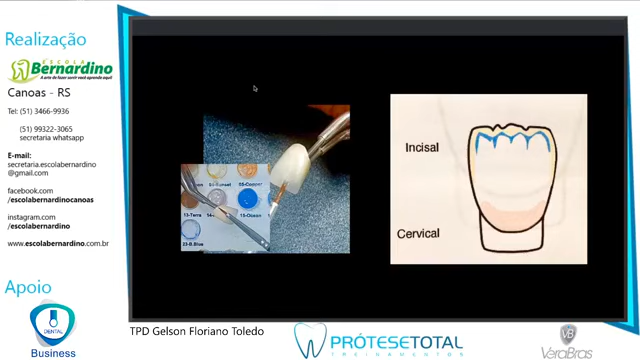 Realização
ESCOLA
Bernardino
A arte de fazer sorrir você aprende aqui!
Canoas - RS
Tel: (51) 3466-9936
(51) 99322-3065
secretaria whatsapp
E-mail:
secretaria.escolabernardino
@gmail.com
facebook.com
/escolabernardinocanoas
instagram.com
/escolabernardino
www.escolabernardino.com.br
Apoio
DENTAL
Business
05-Copper
13-Terra
15-Ocean
23-B.Blue
Incisal
Cervical
TPD Gelson Floriano Toledo
PRÓTESETOTAL
TREINAMENTOS
VB
VeraBras